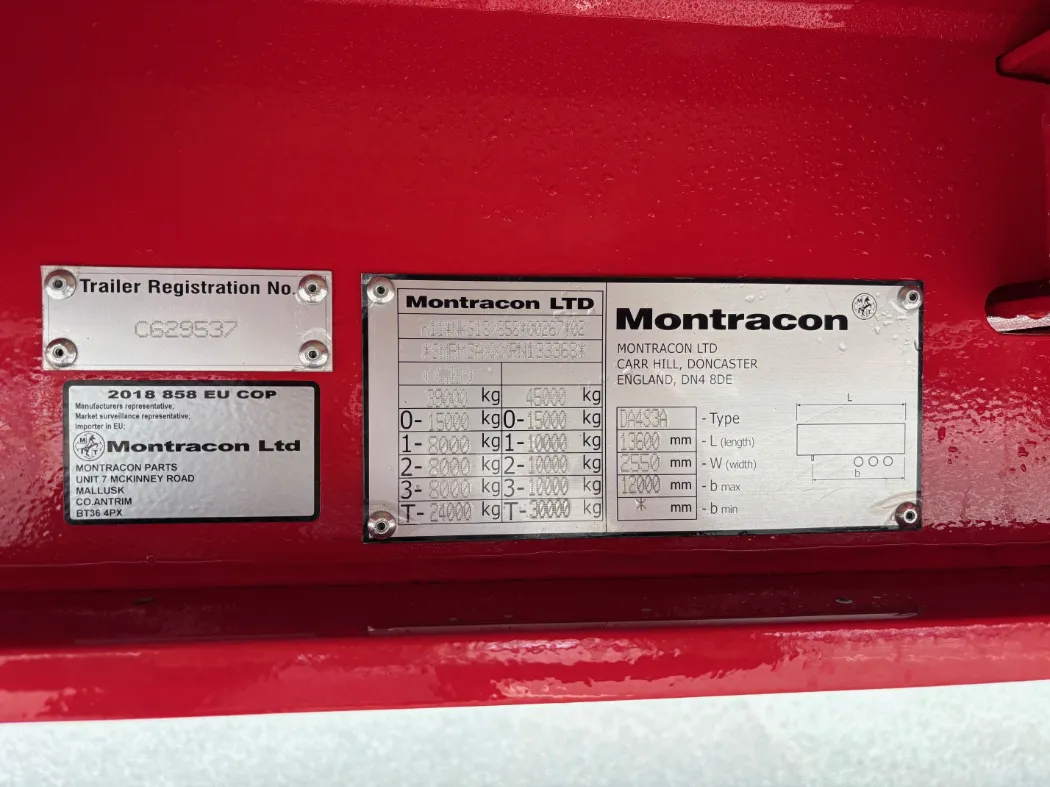 Trailer Registration No.
C629537
2018 858 EU COP
Manufacturers representative;
Market surveillance representative;
Importer in EU;
Montracon Ltd
MONTRACON PARTS
UNIT 7 MCKINNEY ROAD
MALLUSK
CO.ANTRIM
BT36 4PX
Montracon LTD
39000 kg 45000 kg
0-15000 kg 0-15000 kg
1-8000 kg 1-10000 kg
2-8000 kg 2-10000 kg
3-8000 kg 3-10000 kg
T-24000 kg T-30000 kg
Montracon
MONTRACON LTD
CARR HILL, DONCASTER
ENGLAND, DN4 8DE
DA4S3A - Type
13600 mm - L (length)
2550 mm - W (width)
12000 mm - b max
* mm - b min
L
b